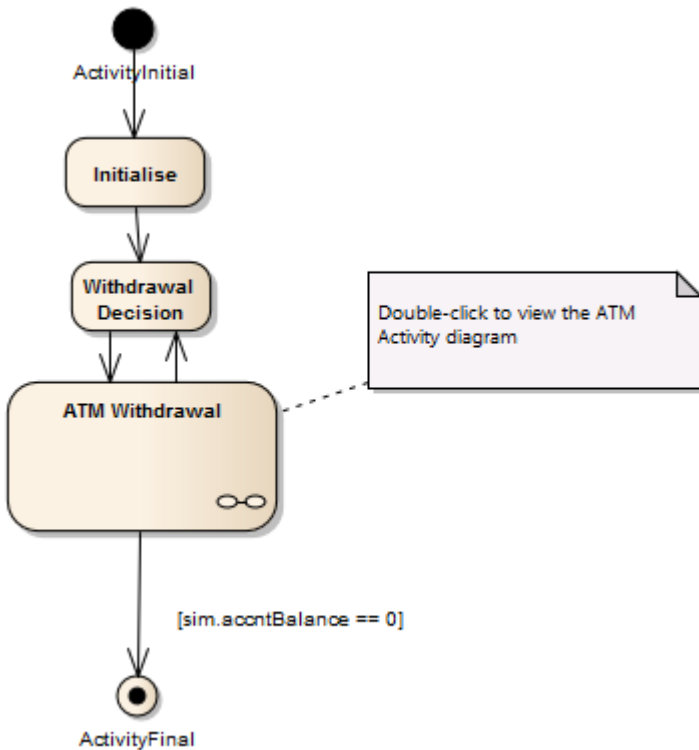 ActivityInitial
Initialise
Withdrawal
Decision
Double-click to view the ATM
Activity diagram
ATM Withdrawal
[sim.accntBalance == 0]
ActivityFinal